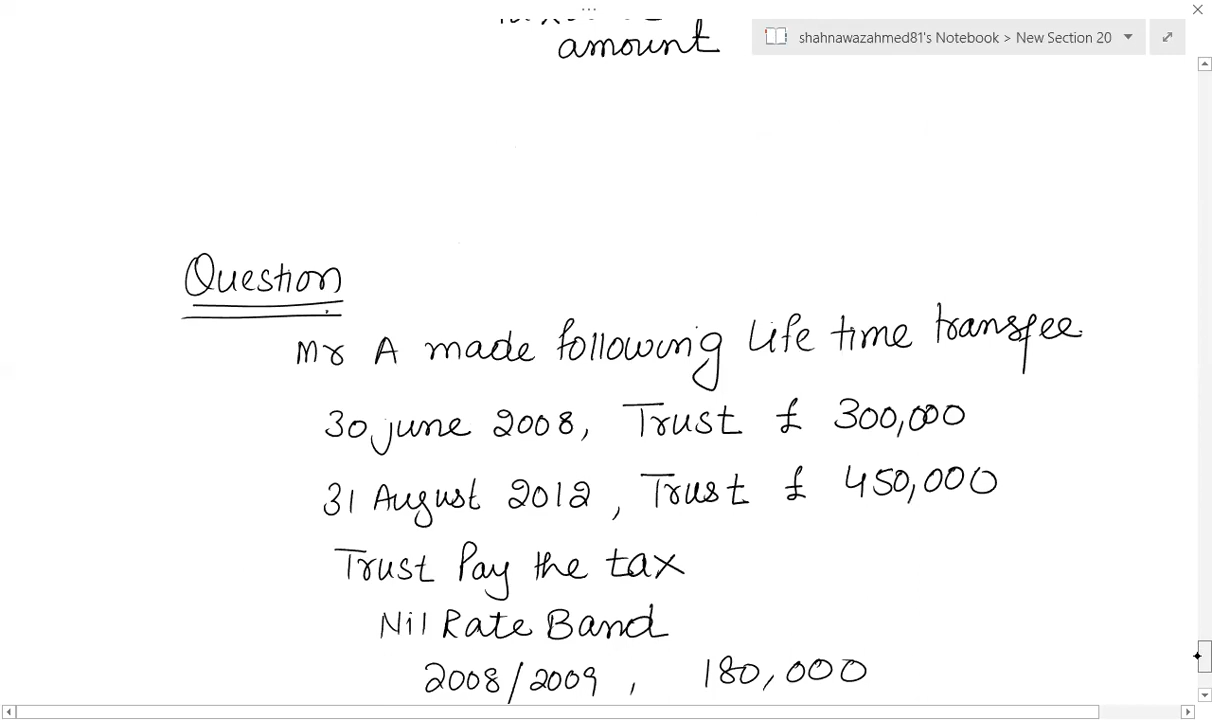 amount
shahnawazahmed81's Notebook > New Section 20
Question
Mr A made following Life time transfee
30 june 2008, Trust £ 300,000
31 August 2012, Trust £ 450,000
Trust Pay the tax
Nil Rate Band
2008/2009, 180,000